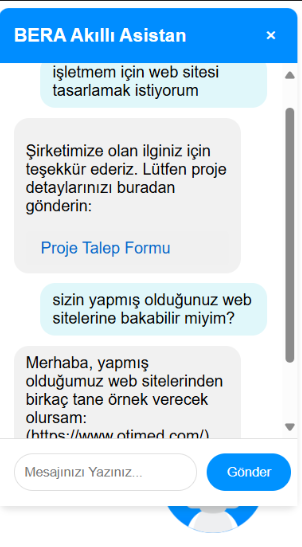 BERA Akıllı Asistan ×
işletmem için web sitesi
tasarlamak istiyorum
Şirketimize olan ilginiz için
teşekkür ederiz. Lütfen proje
detaylarınızı buradan
gönderin:
Proje Talep Formu
sizin yapmış olduğunuz web
sitelerine bakabilir miyim?
Merhaba, yapmış
olduğumuz web sitelerinden
birkaç tane örnek verecek
olursam:
(https://www.otimed.com/)
Mesajınızı Yazınız...
Gönder